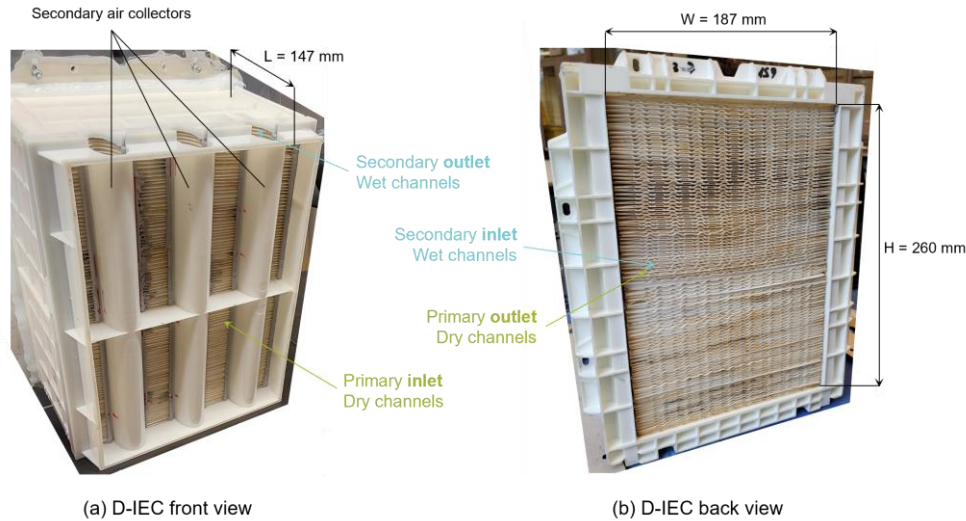 Secondary air collectors
L = 147 mm
W = 187 mm
Secondary outlet
Wet channels
Secondary inlet
Wet channels
H = 260 mm
Primary outlet
Dry channels
Primary inlet
Dry channels
(a) D-IEC front view
(b) D-IEC back view